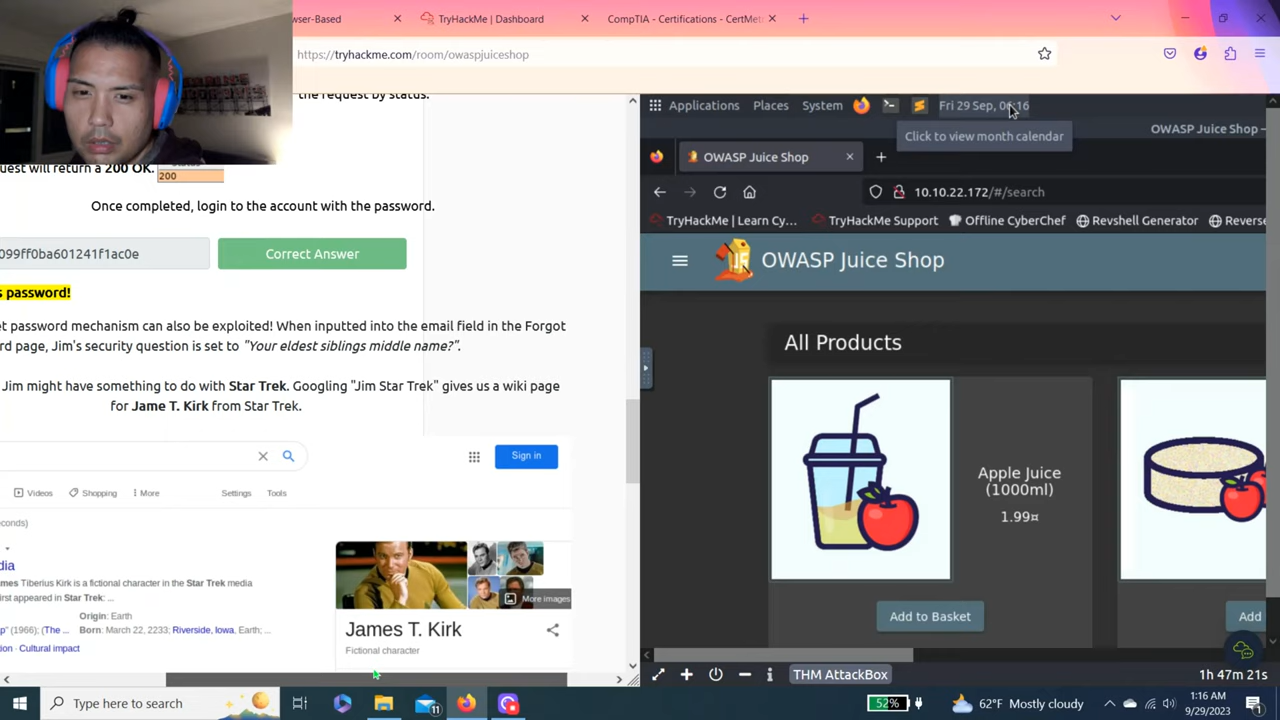 wser-Based
TryHackMe | Dashboard
CompTIA - Certifications - CertMet
https://tryhackme.com/room/owaspjuiceshop
the request by status.
uest will return a 200 OK.
200
Once completed, login to the account with the password.
099ff0ba601241f1ac0e
Correct Answer
s password!
et password mechanism can also be exploited! When inputted into the email field in the Forgot
rd page, Jim's security question is set to "Your eldest siblings middle name?".
Jim might have something to do with Star Trek. Googling "Jim Star Trek" gives us a wiki page
for Jame T. Kirk from Star Trek.
Sign in
Videos
Shopping
More
Settings
Tools
conds)
dia
mes Tiberius Kirk is a fictional character in the Star Trek media
irst appeared in Star Trek: ...
Origin: Earth
p" (1966); (The ...
Born: March 22, 2233; Riverside, Iowa, Earth; ...
tion · Cultural impact
More images
James T. Kirk
Fictional character
Applications
Places
System
Fri 29 Sep, 06:16
Click to view month calendar
OWASP Juice Shop –
OWASP Juice Shop
10.10.22.172/#/search
TryHackMe | Learn Cy...
TryHackMe Support
Offline CyberChef
Revshell Generator
Reverse
OWASP Juice Shop
All Products
Apple Juice
(1000ml)
1.99¤
Add to Basket
Add
THM AttackBox
1h 47m 21s
Type here to search
11
52%
62°F Mostly cloudy
1:16 AM
9/29/2023
1